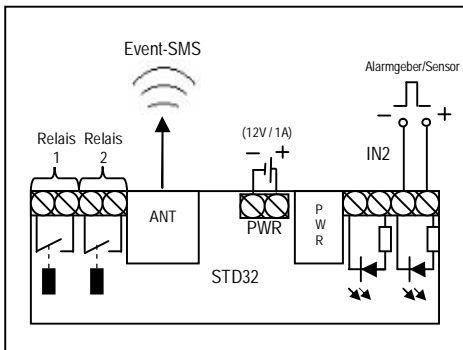 Event-SMS
Alarmgeber/Sensor
(12V / 1A)
− +
− +
Relais Relais
1 2
IN2
ANT
PWR
P
W
R
STD32